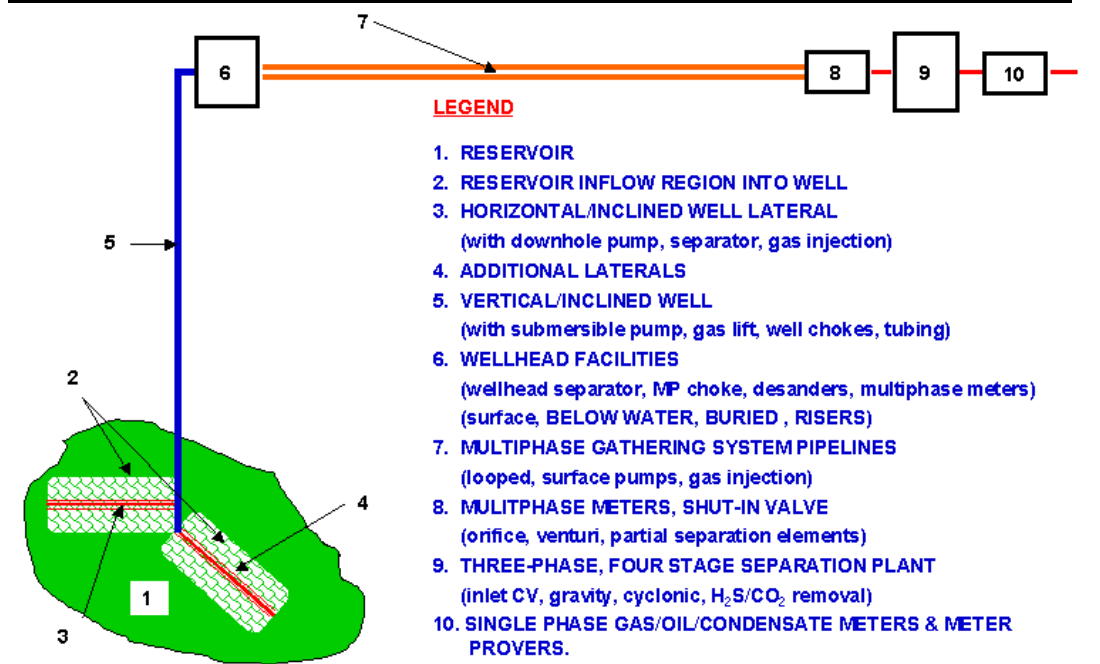 7
6
8
9
10
LEGEND
1. RESERVOIR
2. RESERVOIR INFLOW REGION INTO WELL
3. HORIZONTAL/INCLINED WELL LATERAL
(with downhole pump, separator, gas injection)
5
4. ADDITIONAL LATERALS
5. VERTICAL/INCLINED WELL
(with submersible pump, gas lift, well chokes, tubing)
6. WELLHEAD FACILITIES
2
(wellhead separator, MP choke, desanders, multiphase meters)
(surface, BELOW WATER, BURIED , RISERS)
7. MULTIPHASE GATHERING SYSTEM PIPELINES
(looped, surface pumps, gas injection)
4
8. MULITPHASE METERS, SHUT-IN VALVE
(orifice, venturi, partial separation elements)
9. THREE-PHASE, FOUR STAGE SEPARATION PLANT
1
(inlet CV, gravity, cyclonic, H₂S/CO₂ removal)
3
10. SINGLE PHASE GAS/OIL/CONDENSATE METERS & METER
PROVERS.